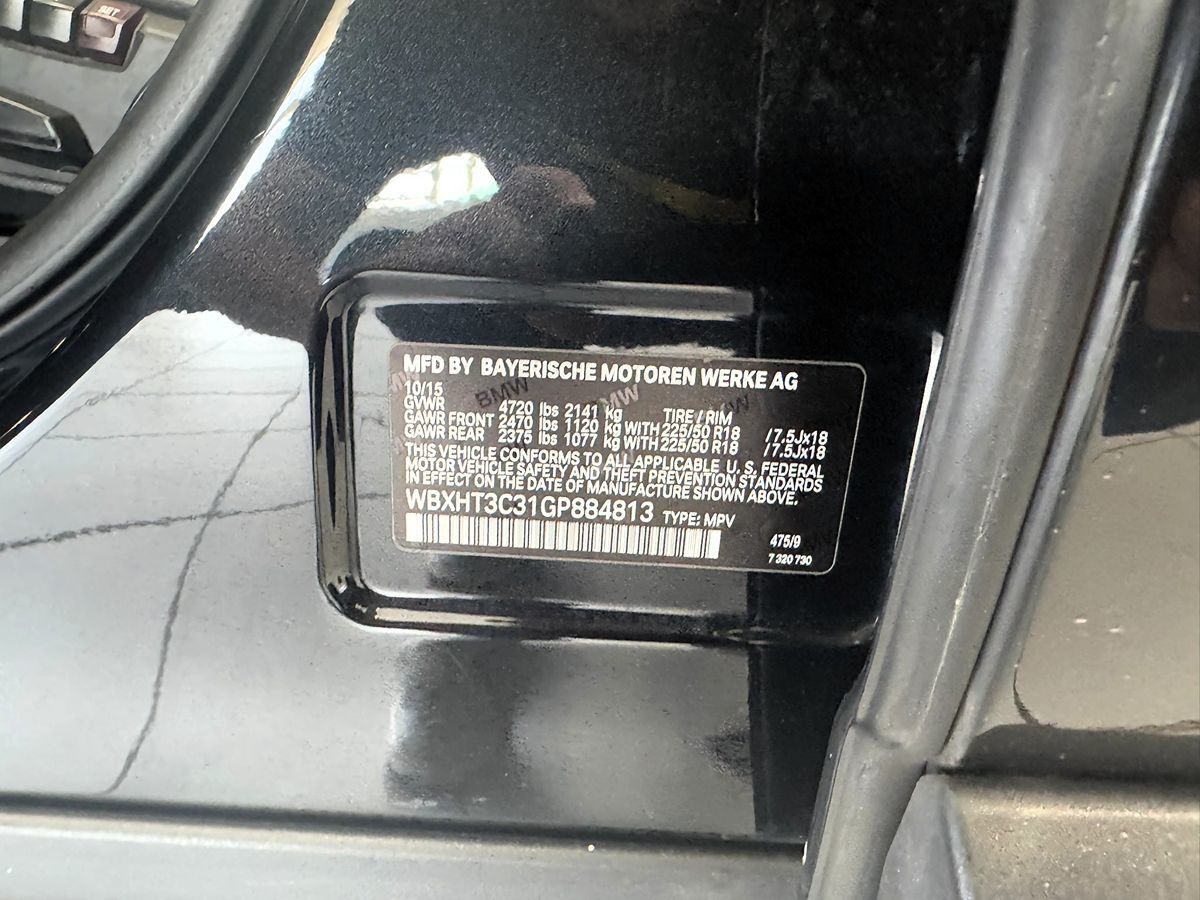 SET
MFD BY BAYERISCHE MOTOREN WERKE AG
10/15
GVWR 4720 lbs 2141 kg TIRE / RIM
GAWR FRONT 2470 lbs 1120 kg WITH 225/50 R18 /7.5Jx18
GAWR REAR 2375 lbs 1077 kg WITH 225/50 R18 /7.5Jx18
THIS VEHICLE CONFORMS TO ALL APPLICABLE U. S. FEDERAL
MOTOR VEHICLE SAFETY AND THEFT PREVENTION STANDARDS
IN EFFECT ON THE DATE OF MANUFACTURE SHOWN ABOVE.
WBXHT3C31GP884813 TYPE: MPV
475/9
7 320 730
BMW
BMW